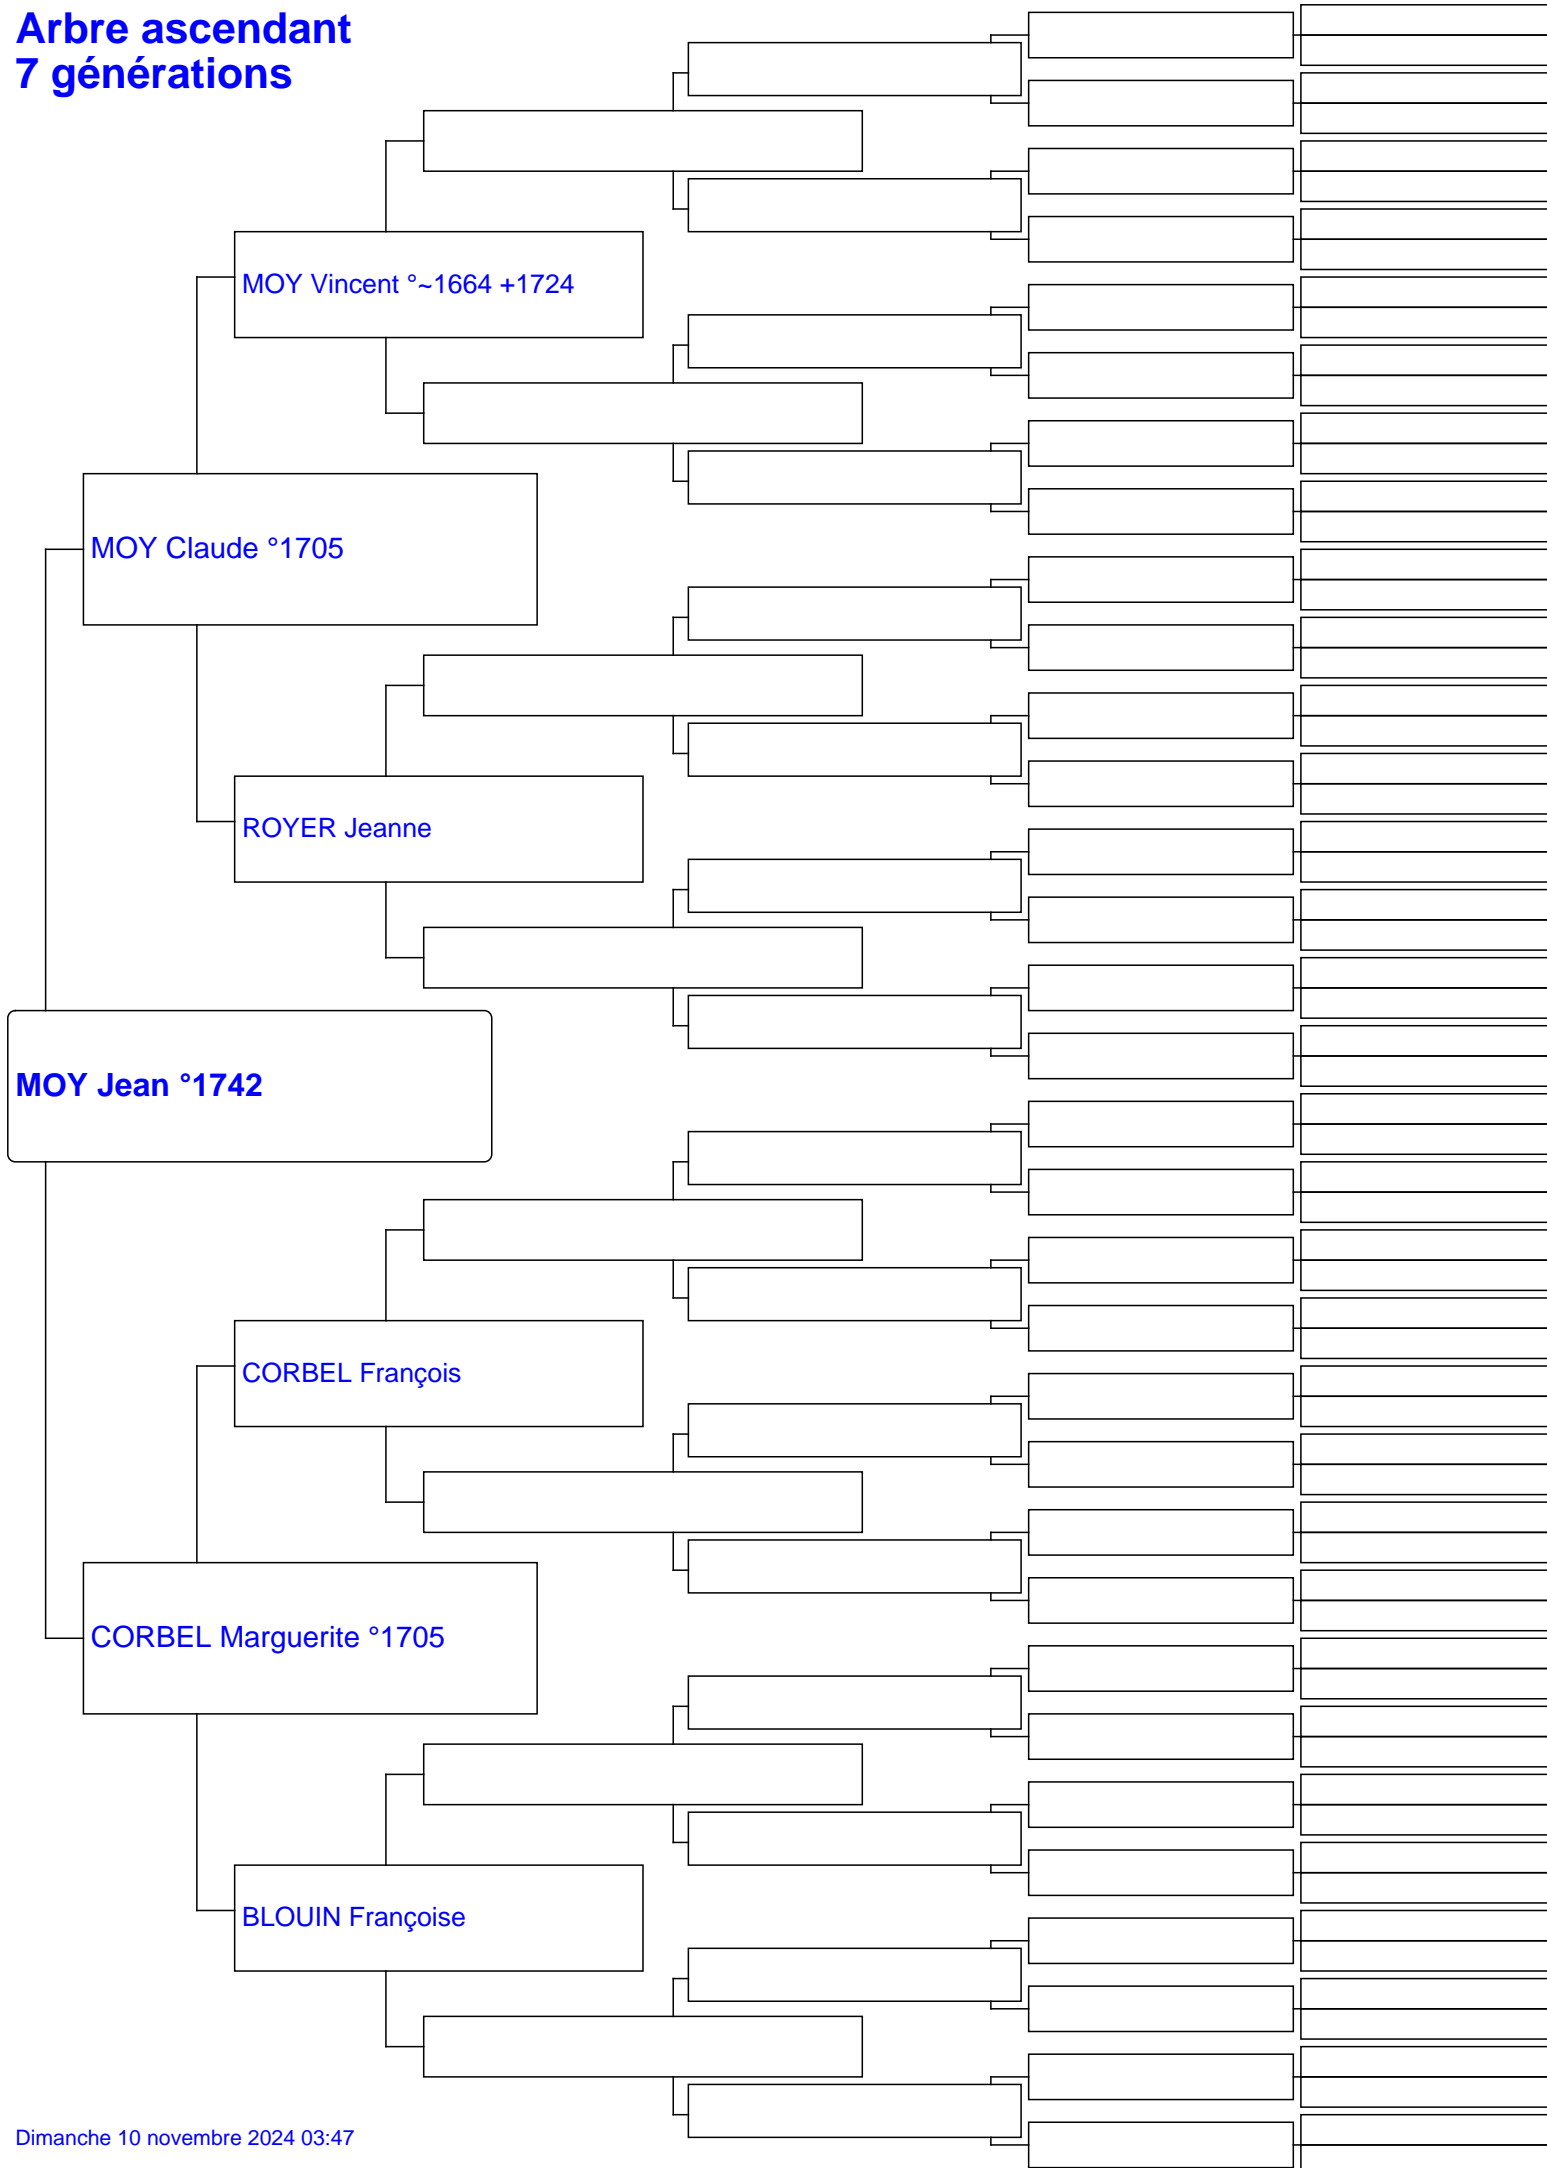 Arbre ascendant
7 générations
MOY Vincent °~1664 +1724
MOY Claude °1705
ROYER Jeanne
MOY Jean °1742
CORBEL François
CORBEL Marguerite °1705
BLOUIN Françoise
Dimanche 10 novembre 2024 03:47